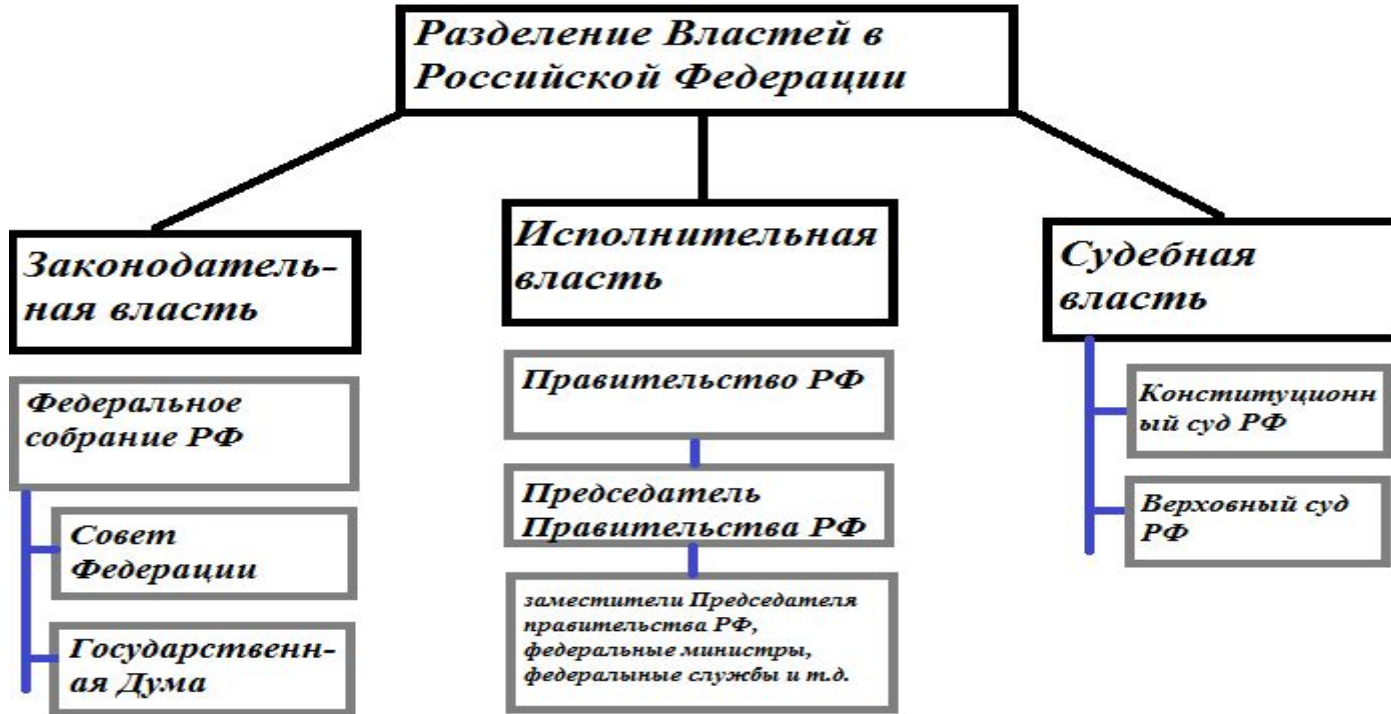 Разделение Властей в
Российской Федерации
Законодатель-
ная власть
Федеральное
собрание РФ
Совет
Федерации
Государственн-
ая Дума
Исполнительная
власть
Правительство РФ
Председатель
Правительства РФ
заместители Председателя
правительства РФ,
федеральные министры,
федералыные службы и т.д.
Судебная
власть
Конституционн
ый суд РФ
Верховный суд
РФ